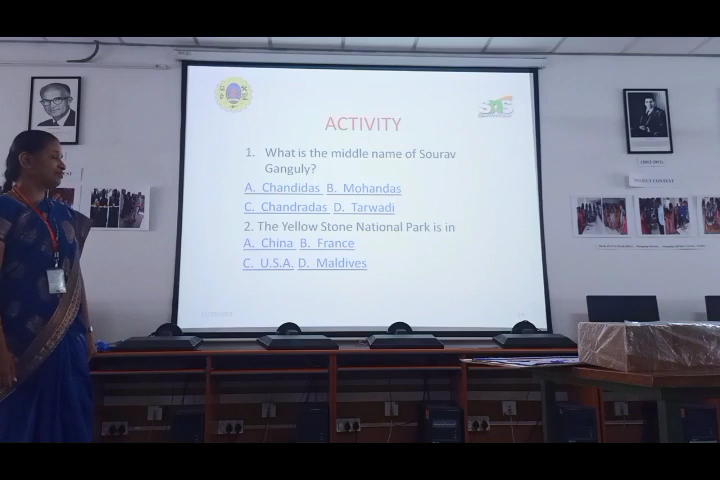 ACTIVITY
1. What is the middle name of Sourav
Ganguly?
A. Chandidas B. Mohandas
C. Chandradas D. Tarwadi
2. The Yellow Stone National Park is in
A. China B. France
C. U.S.A. D. Maldives